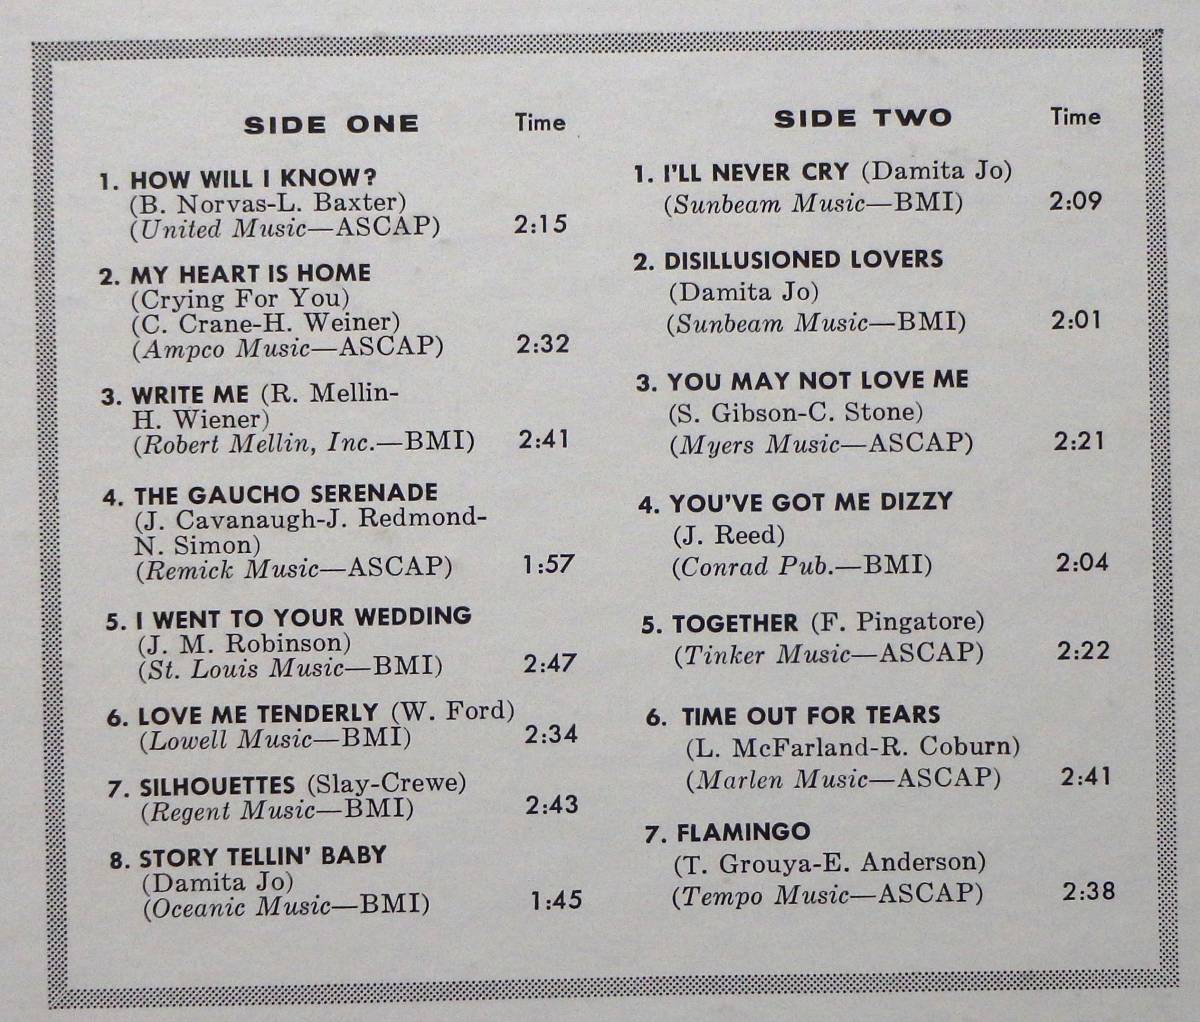 SIDE ONE Time
1. HOW WILL I KNOW?
(B. Norvas-L. Baxter)
(United Music—ASCAP) 2:15
2. MY HEART IS HOME
(Crying For You)
(C. Crane-H. Weiner)
(Ampco Music—ASCAP) 2:32
3. WRITE ME (R. Mellin-
H. Wiener)
(Robert Mellin, Inc.—BMI) 2:41
4. THE GAUCHO SERENADE
(J. Cavanaugh-J. Redmond-
N. Simon)
(Remick Music—ASCAP) 1:57
5. I WENT TO YOUR WEDDING
(J. M. Robinson)
(St. Louis Music—BMI) 2:47
6. LOVE ME TENDERLY (W. Ford)
(Lowell Music—BMI) 2:34
7. SILHOUETTES (Slay-Crewe)
(Regent Music—BMI) 2:43
8. STORY TELLIN' BABY
(Damita Jo)
(Oceanic Music—BMI) 1:45
SIDE TWO Time
1. I'LL NEVER CRY (Damita Jo)
(Sunbeam Music—BMI) 2:09
2. DISILLUSIONED LOVERS
(Damita Jo)
(Sunbeam Music—BMI) 2:01
3. YOU MAY NOT LOVE ME
(S. Gibson-C. Stone)
(Myers Music—ASCAP) 2:21
4. YOU'VE GOT ME DIZZY
(J. Reed)
(Conrad Pub.—BMI) 2:04
5. TOGETHER (F. Pingatore)
(Tinker Music—ASCAP) 2:22
6. TIME OUT FOR TEARS
(L. McFarland-R. Coburn)
(Marlen Music—ASCAP) 2:41
7. FLAMINGO
(T. Grouya-E. Anderson)
(Tempo Music—ASCAP) 2:38